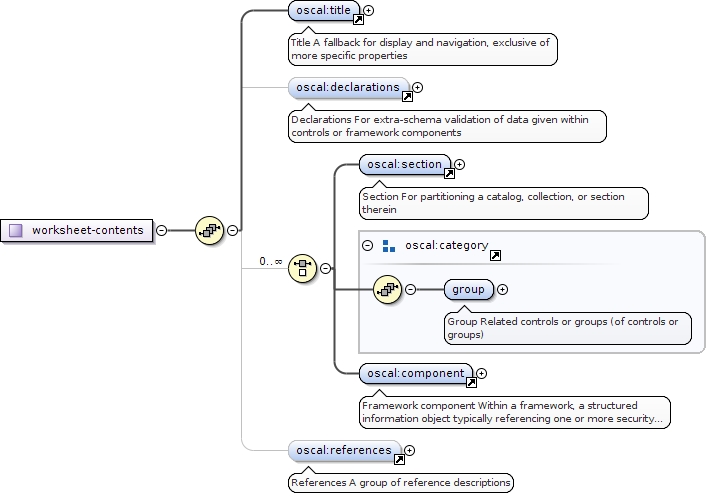 oscal:title
Title A fallback for display and navigation, exclusive of
more specific properties
oscal:declarations
Declarations For extra-schema validation of data given within
controls or framework components
oscal:section
Section For partitioning a catalog, collection, or section
therein
worksheet-contents
oscal:category
0..∞
group
Group Related controls or groups (of controls or
groups)
oscal:component
Framework component Within a framework, a structured
information object typically referencing one or more security...
oscal:references
References A group of reference descriptions